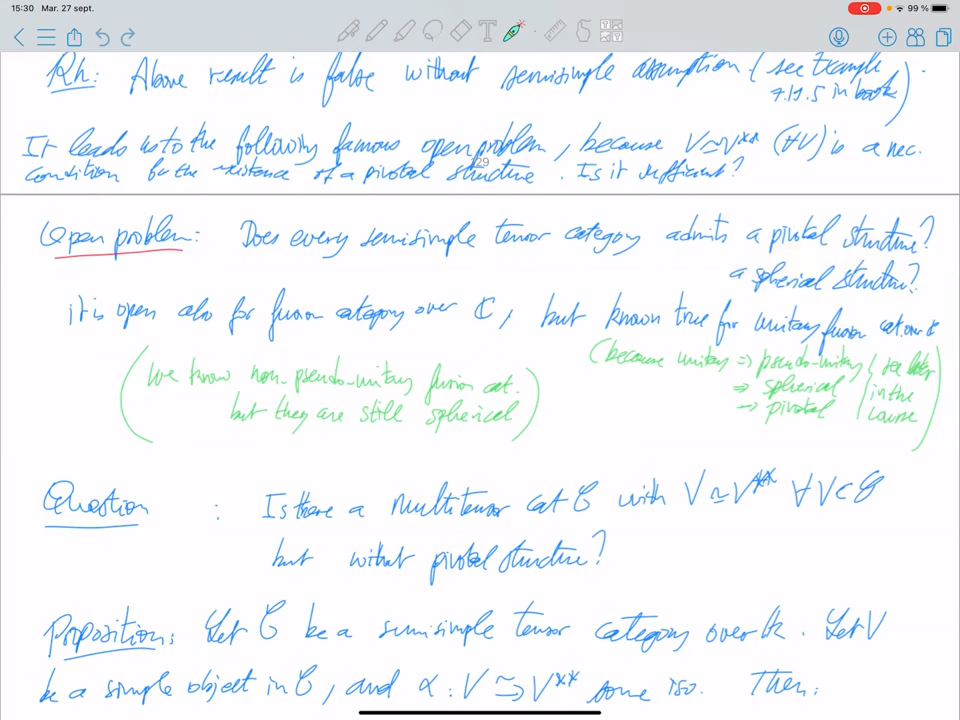 15:30 Mar. 27 sept.
99 %
Rk: Above result is false without semisimple assumption (see Example
7.19.5 in book)
It leads us to the following famous open problem, because V ≃ V** (∀V) is a nec.
129
condition for the existence of a pivotal structure. Is it sufficient?
Open problem: Does every semisimple tensor category admits a pivotal structure?
a spherical structure?
it is open also for fusion category over ℂ, but known true for unitary fusion cat. over ℂ
(because unitary ⇒ pseudo-unitary (see later
(We know non-pseudo-unitary fusion cat. ⇒ spherical in the
but they are still spherical) ⇒ pivotal course)
Question : Is there a multitensor cat C with V ≃ V** ∀V ∈ C
but without pivotal structure?
Proposition: Let C be a semisimple tensor category over k. Let V
be a simple object in C, and α: V ≃→ V** some iso. Then: